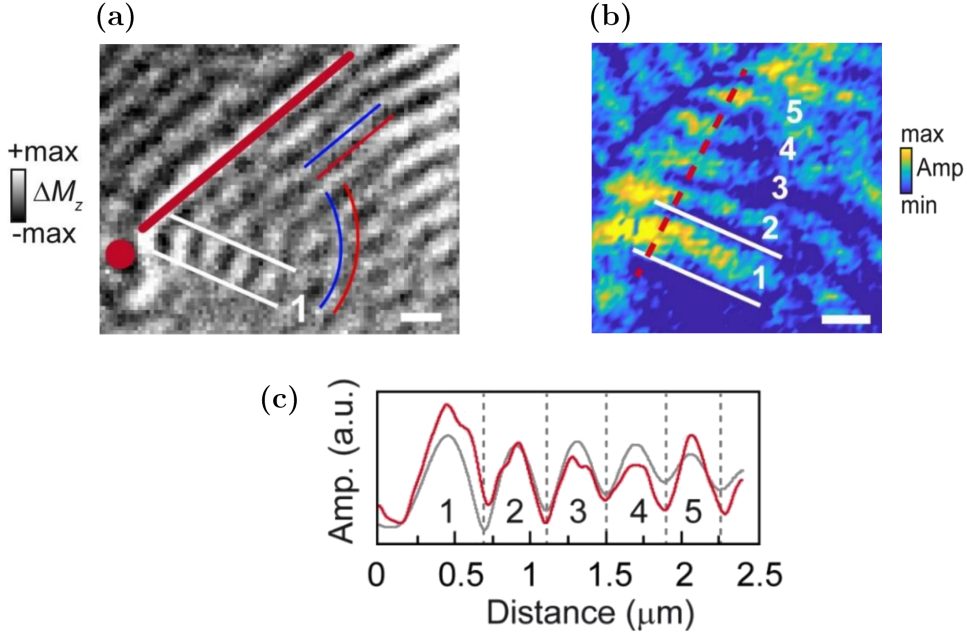 (a)
+max
ΔMz
-max
1
(b)
5
4
3
2
1
max
Amp
min
(c)
Amp. (a.u.)
1 2 3 4 5
0 0.5 1 1.5 2 2.5
Distance (μm)